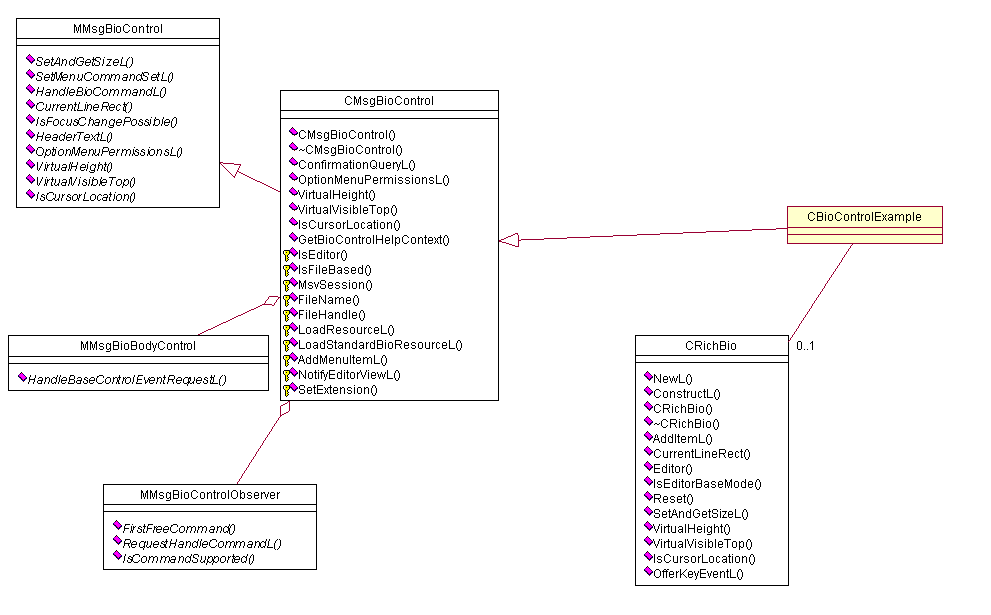 MMsgBioControl
SetAndGetSizeL()
SetMenuCommandSetL()
HandleBioCommandL()
CurrentLineRect()
IsFocusChangePossible()
HeaderTextL()
OptionMenuPermissionsL()
VirtualHeight()
VirtualVisibleTop()
IsCursorLocation()
CMsgBioControl
CMsgBioControl()
~CMsgBioControl()
ConfirmationQueryL()
OptionMenuPermissionsL()
VirtualHeight()
VirtualVisibleTop()
IsCursorLocation()
GetBioControlHelpContext()
IsEditor()
IsFileBased()
MsvSession()
FileName()
FileHandle()
LoadResourceL()
LoadStandardBioResourceL()
AddMenuItemL()
NotifyEditorViewL()
SetExtension()
CBioControlExample
MMsgBioBodyControl
HandleBaseControlEventRequestL()
0..1
CRichBio
NewL()
ConstructL()
CRichBio()
~CRichBio()
AddItemL()
CurrentLineRect()
Editor()
IsEditorBaseMode()
Reset()
SetAndGetSizeL()
VirtualHeight()
VirtualVisibleTop()
IsCursorLocation()
OfferKeyEventL()
MMsgBioControlObserver
FirstFreeCommand()
RequestHandleCommandL()
IsCommandSupported()